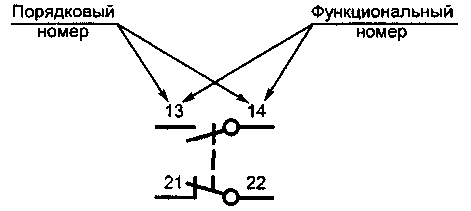 Порядковый
номер
Функциональный
номер
13
14
21
22